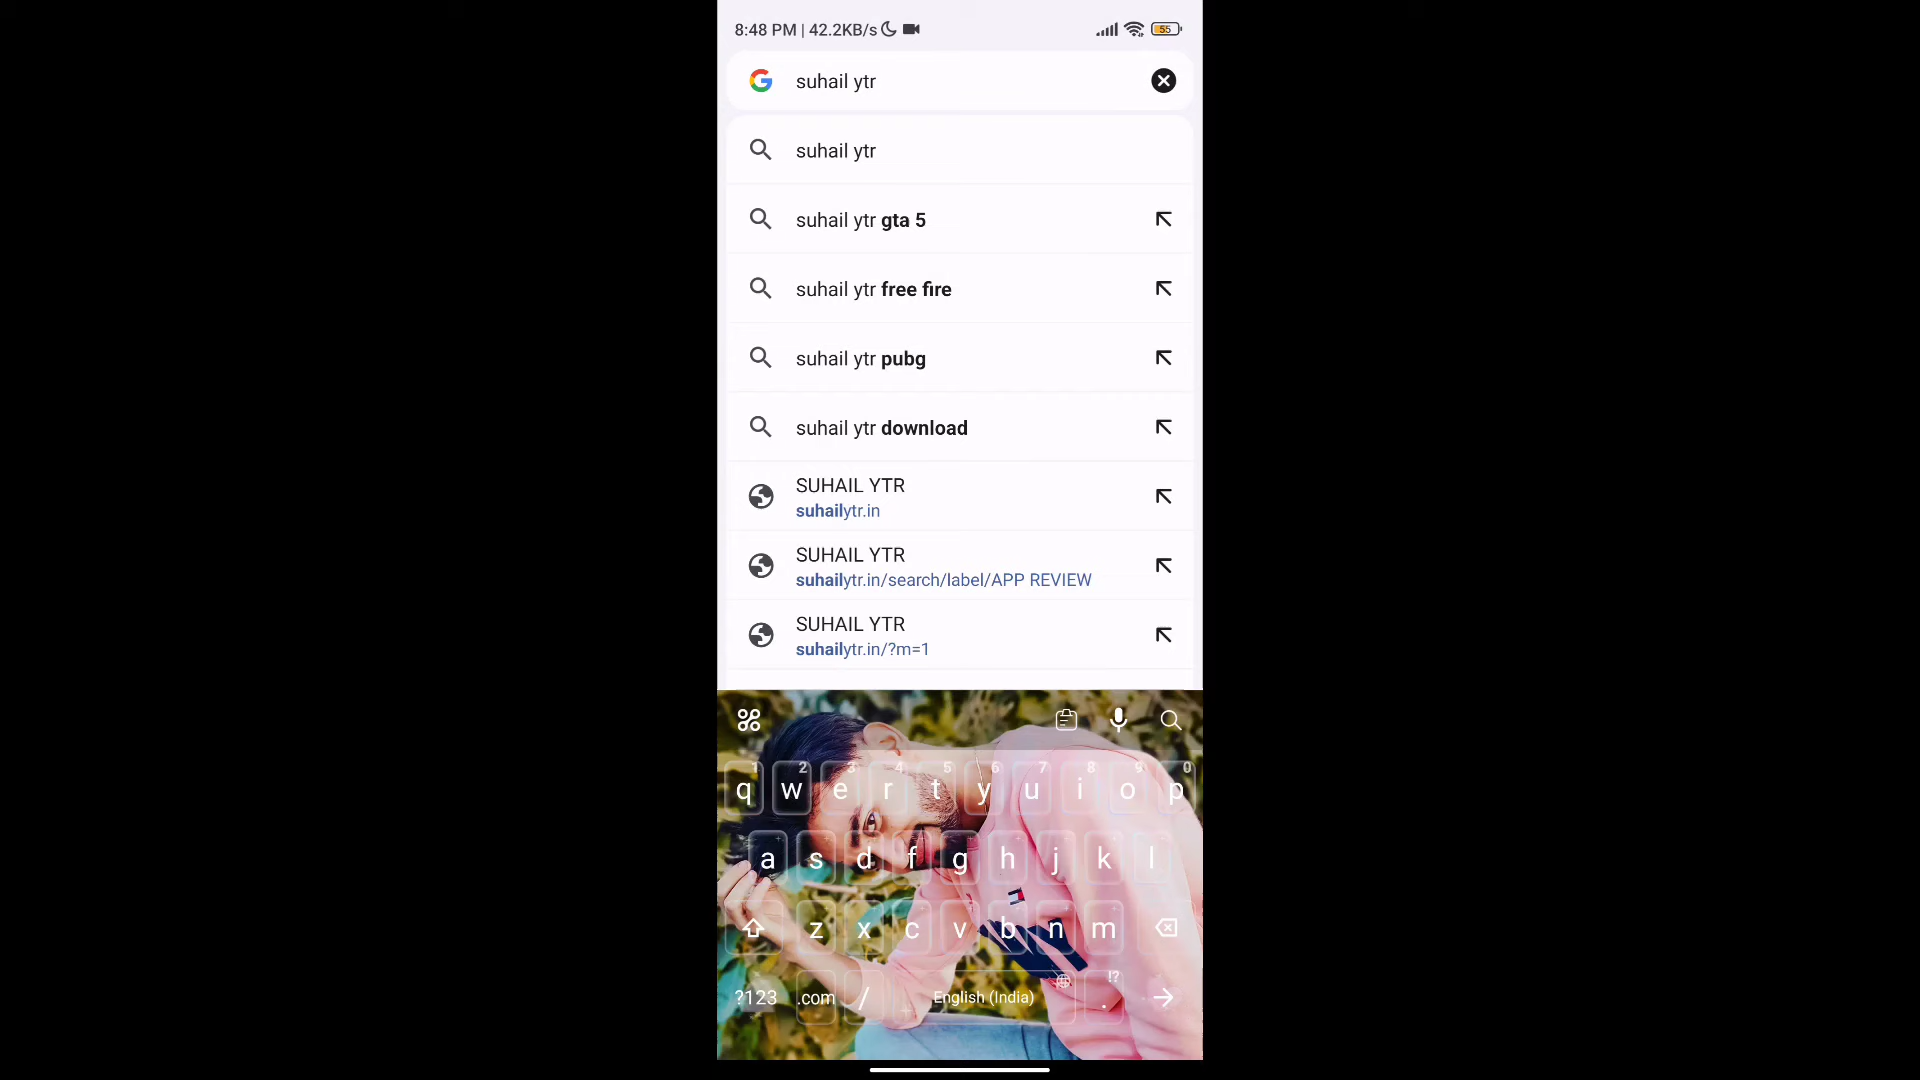 8:48 PM | 42.2KB/s 55
suhail ytr
suhail ytr
suhail ytr gta 5
suhail ytr free fire
suhail ytr pubg
suhail ytr download
SUHAIL YTR
suhailytr.in
SUHAIL YTR
suhailytr.in/search/label/APP REVIEW
SUHAIL YTR
suhailytr.in/?m=1
1 2 3 4 5 6 7 8 9 0
q w e r t y u i o p
a s d f g h j k l
z x c v b n m
!?
?123 .com / English (India) .